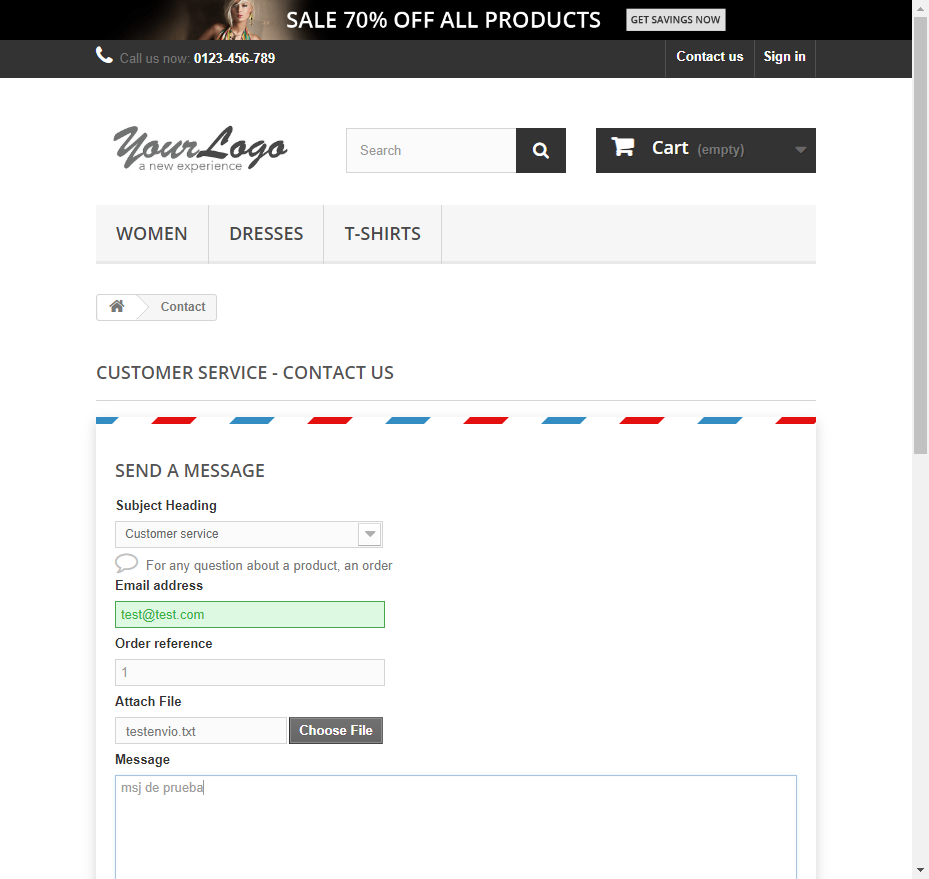 SALE 70% OFF ALL PRODUCTS GET SAVINGS NOW
Call us now: 0123-456-789 Contact us Sign in
YourLogo
a new experience
Search Cart (empty)
WOMEN DRESSES T-SHIRTS
Contact
CUSTOMER SERVICE - CONTACT US
SEND A MESSAGE
Subject Heading
Customer service
For any question about a product, an order
Email address
test@test.com
Order reference
1
Attach File
testenvio.txt Choose File
Message
msj de prueba